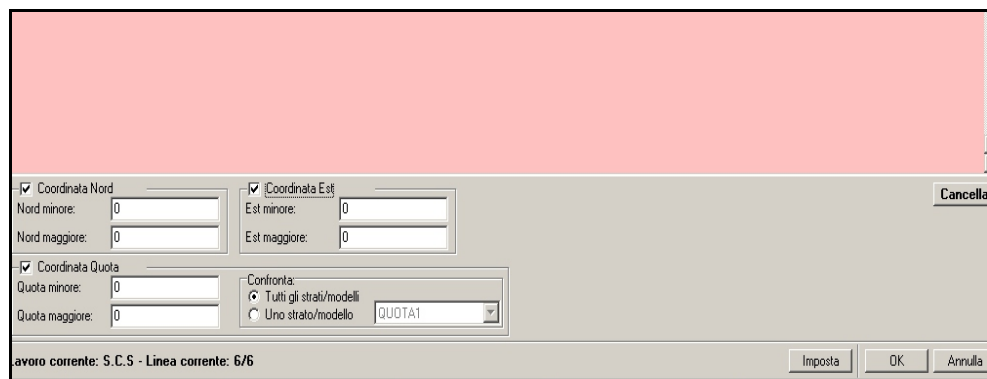 Coordinata Nord
Nord minore: 0
Nord maggiore: 0
Coordinata Est
Est minore: 0
Est maggiore: 0
Cancella
Coordinata Quota
Quota minore: 0
Quota maggiore: 0
Confronta:
Tutti gli strati/modelli
Uno strato/modello QUOTA1
avoro corrente: S.C.S - Linea corrente: 6/6
Imposta OK Annulla